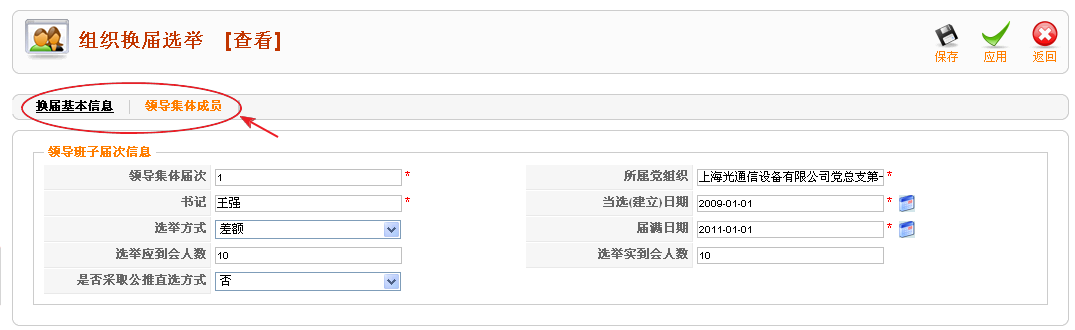 组织换届选举 [查看]
保存 应用 返回
换届基本信息 领导集体成员
领导班子届次信息
领导集体届次 1 * 所属党组织 上海光通信设备有限公司党总支第一 *
书记 王强 * 当选(建立)日期 2009-01-01 *
选举方式 差额 届满日期 2011-01-01 *
选举应到会人数 10 选举实到会人数 10
是否采取公推直选方式 否